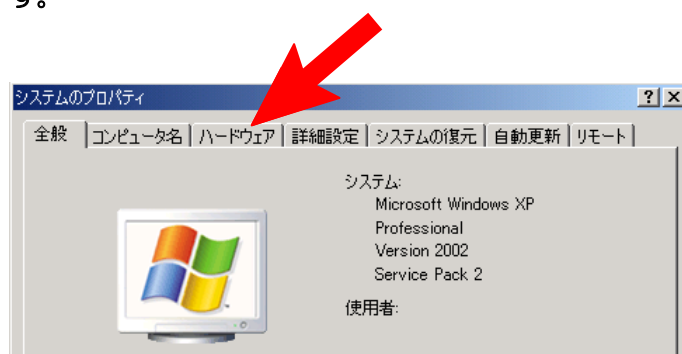 す。
システムのプロパティ
? ×
全般 コンピュータ名 ハードウェア 詳細設定 システムの復元 自動更新 リモート
システム:
Microsoft Windows XP
Professional
Version 2002
Service Pack 2
使用者: